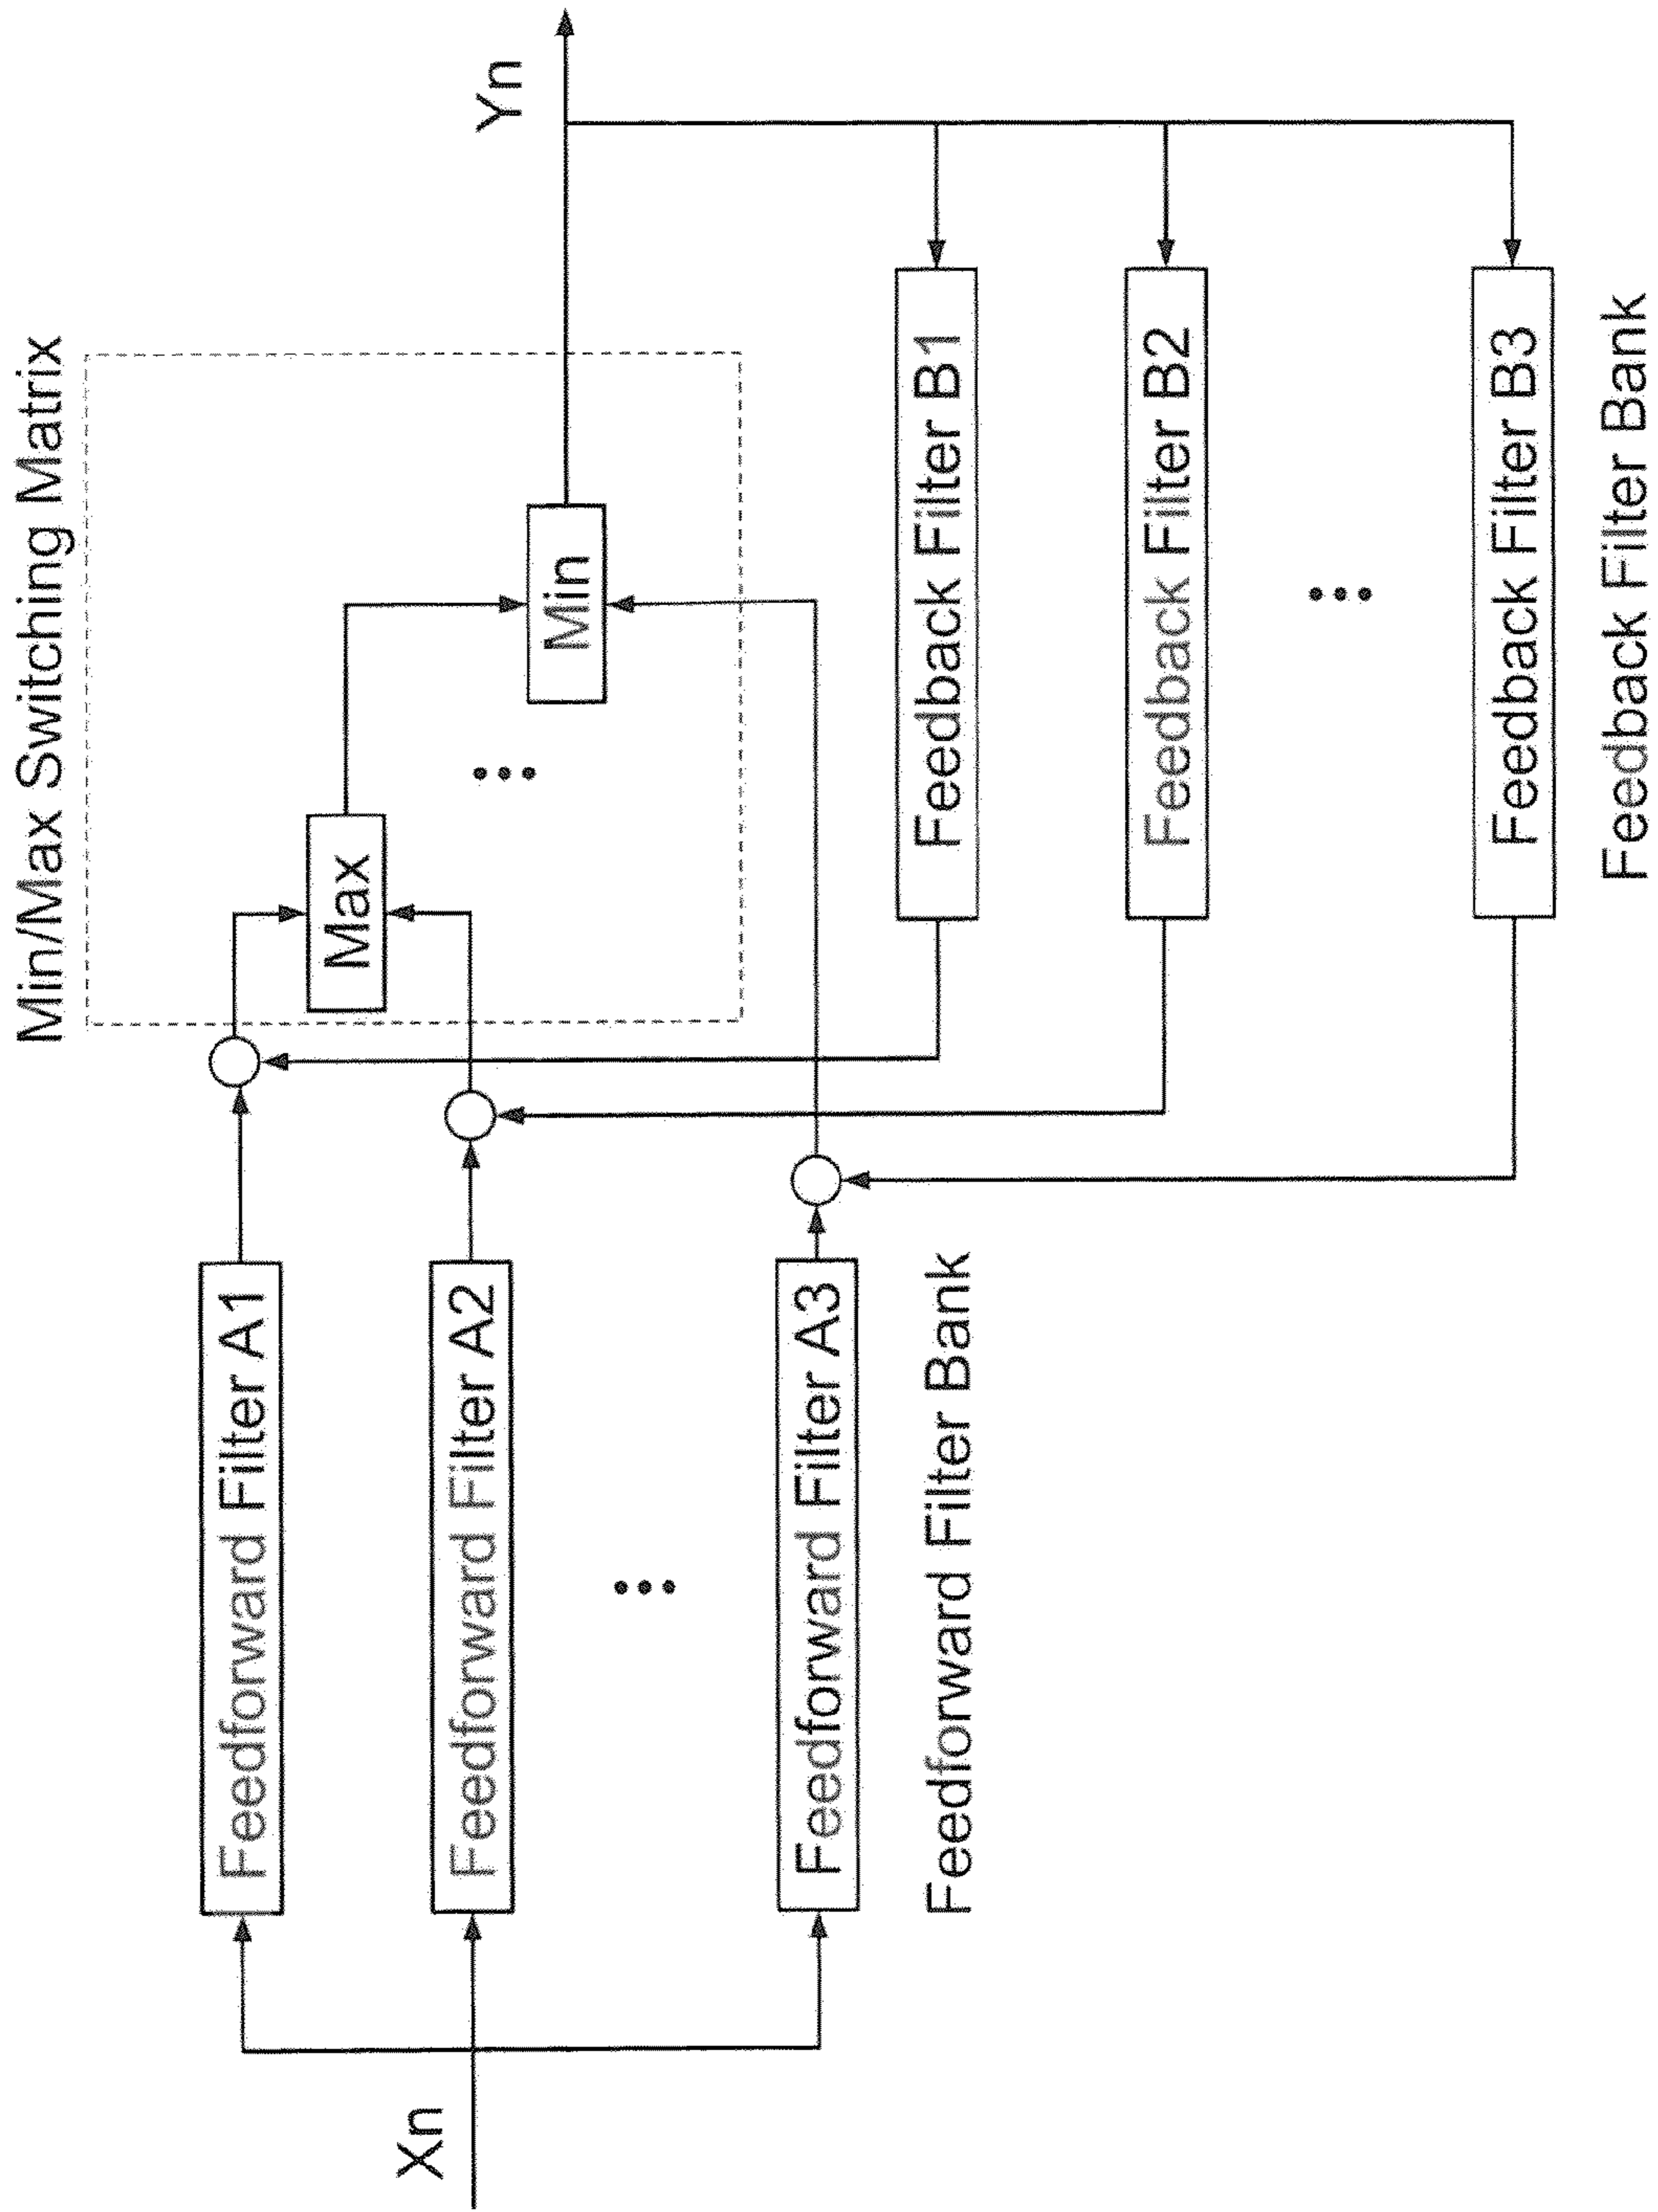 Min/Max Switching Matrix
Xn
Feedforward Filter A1
Feedforward Filter A2
Feedforward Filter A3
Feedforward Filter Bank
Max
Min
Yn
Feedback Filter B1
Feedback Filter B2
Feedback Filter B3
Feedback Filter Bank